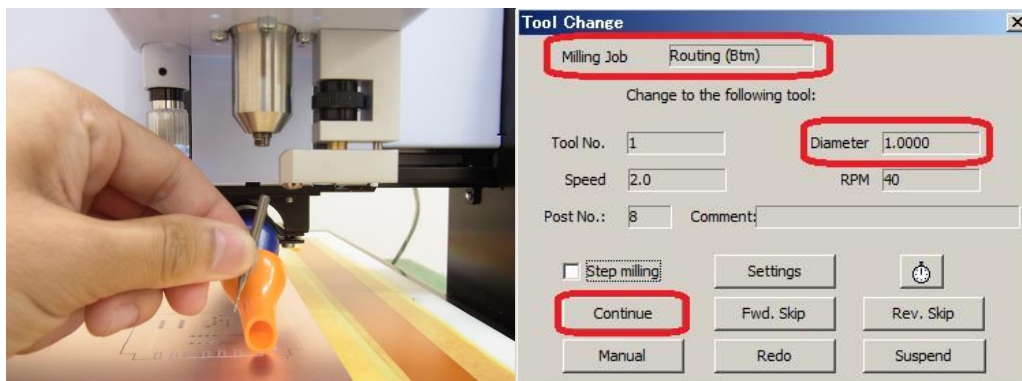 Tool Change
Milling Job Routing (Btm)
Change to the following tool:
Tool No. 1 Diameter 1.0000
Speed 2.0 RPM 40
Post No.: 8 Comment:
Step milling Settings
Continue Fwd. Skip Rev. Skip
Manual Redo Suspend